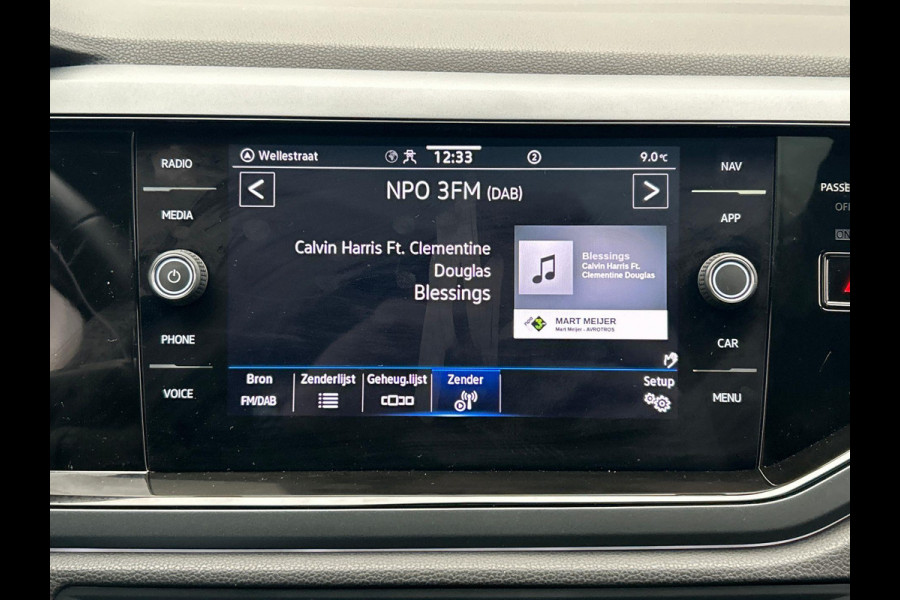 RADIO
MEDIA
PHONE
VOICE
Wellestraat 12:33 2 9.0°C
<
NPO 3FM (DAB)
>
Calvin Harris Ft. Clementine
Douglas
Blessings
Blessings
Calvin Harris Ft.
Clementine Douglas
MART MEIJER
Mart Meijer - AVROTROS
Bron
FM/DAB
Zenderlijst
Geheug.lijst
Zender
Setup
NAV
APP
CAR
MENU
PASSE
OF
ON